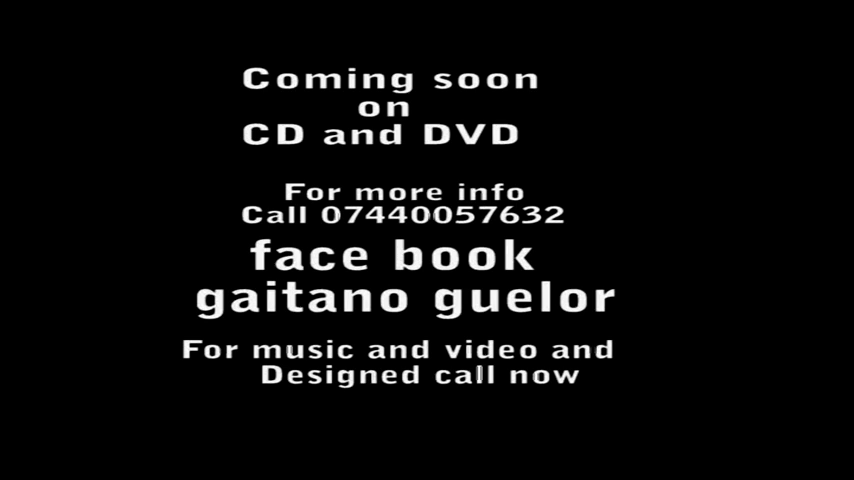 Coming soon
on
CD and DVD
For more info
Call 07440057632
face book
gaitano guelor
For music and video and
Designed call now